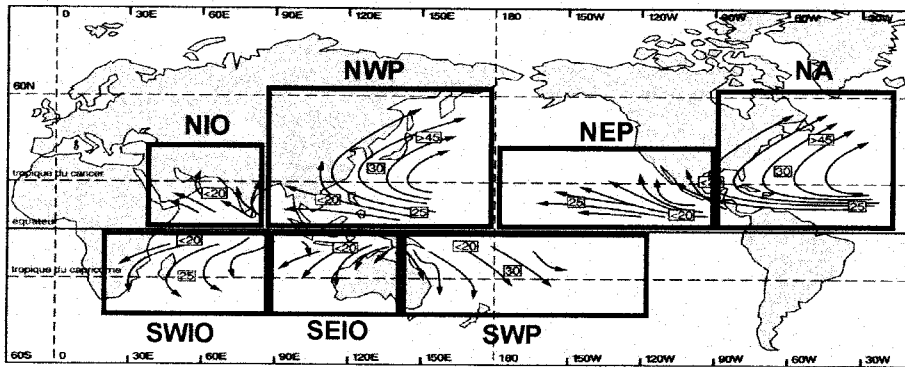 0 30E 60E 90E 120E 150E 180 150W 120W 90W 60W 30W
NWP NA
60N
NIO NEP
>45 >45
30 30
tropique du cancer
<20 <20 25
25 <20 25
équateur
<20 <20 <20
25 30
tropique du capricorne
SWIO SEIO SWP
60S 0 30E 60E 90E 120E 150E 180 150W 120W 90W 60W 30W